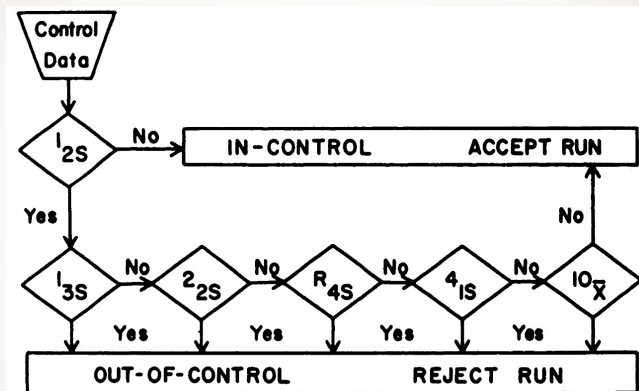 Control
Data
1 2S
No
IN-CONTROL ACCEPT RUN
Yes
No
1 3S
No
2 2S
No
R 4S
No
4 1S
No
10 X̄
Yes
Yes
Yes
Yes
OUT-OF-CONTROL REJECT RUN